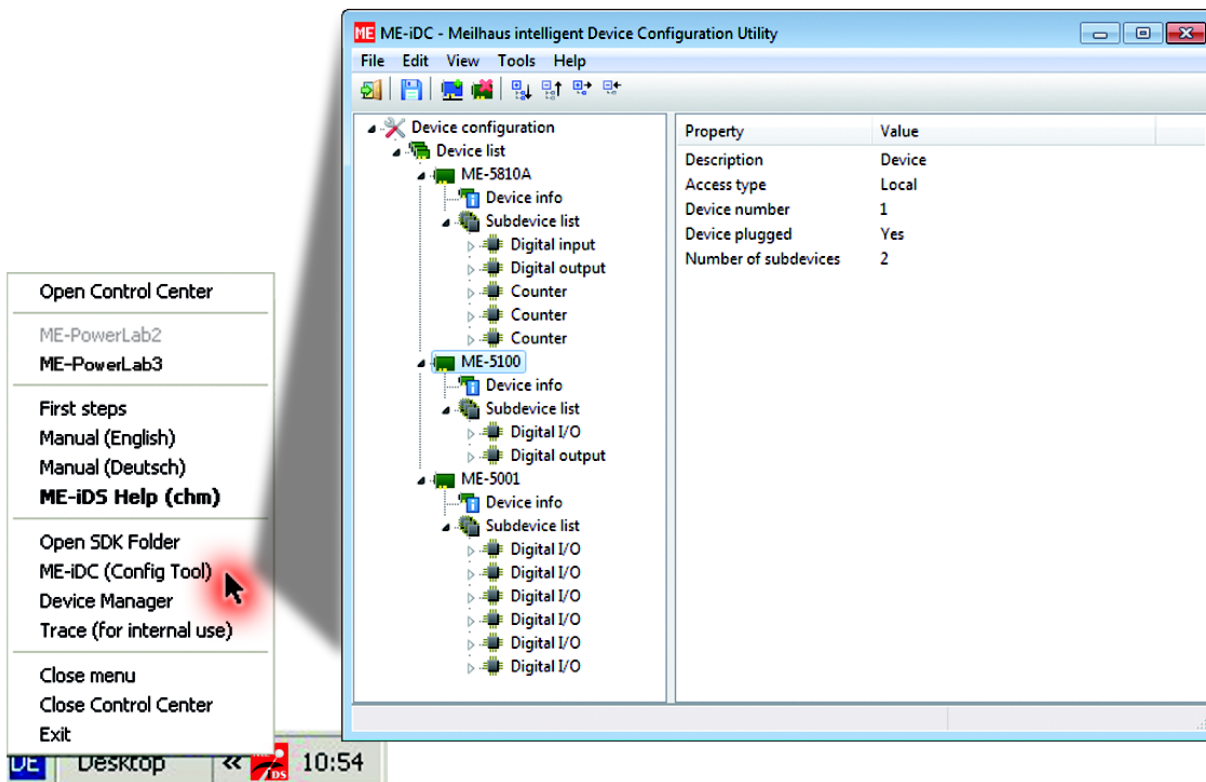 ME ME-iDC - Meilhaus intelligent Device Configuration Utility
File Edit View Tools Help
Device configuration
Device list
ME-5810A
Device info
Subdevice list
Digital input
Digital output
Counter
Counter
Counter
ME-5100
Device info
Subdevice list
Digital I/O
Digital output
ME-5001
Device info
Subdevice list
Digital I/O
Digital I/O
Digital I/O
Digital I/O
Digital I/O
Digital I/O
Property Value
Description Device
Access type Local
Device number 1
Device plugged Yes
Number of subdevices 2
Open Control Center
ME-PowerLab2
ME-PowerLab3
First steps
Manual (English)
Manual (Deutsch)
ME-iDS Help (chm)
Open SDK Folder
ME-iDC (Config Tool)
Device Manager
Trace (for internal use)
Close menu
Close Control Center
Exit
DE Desktop « iDS 10:54